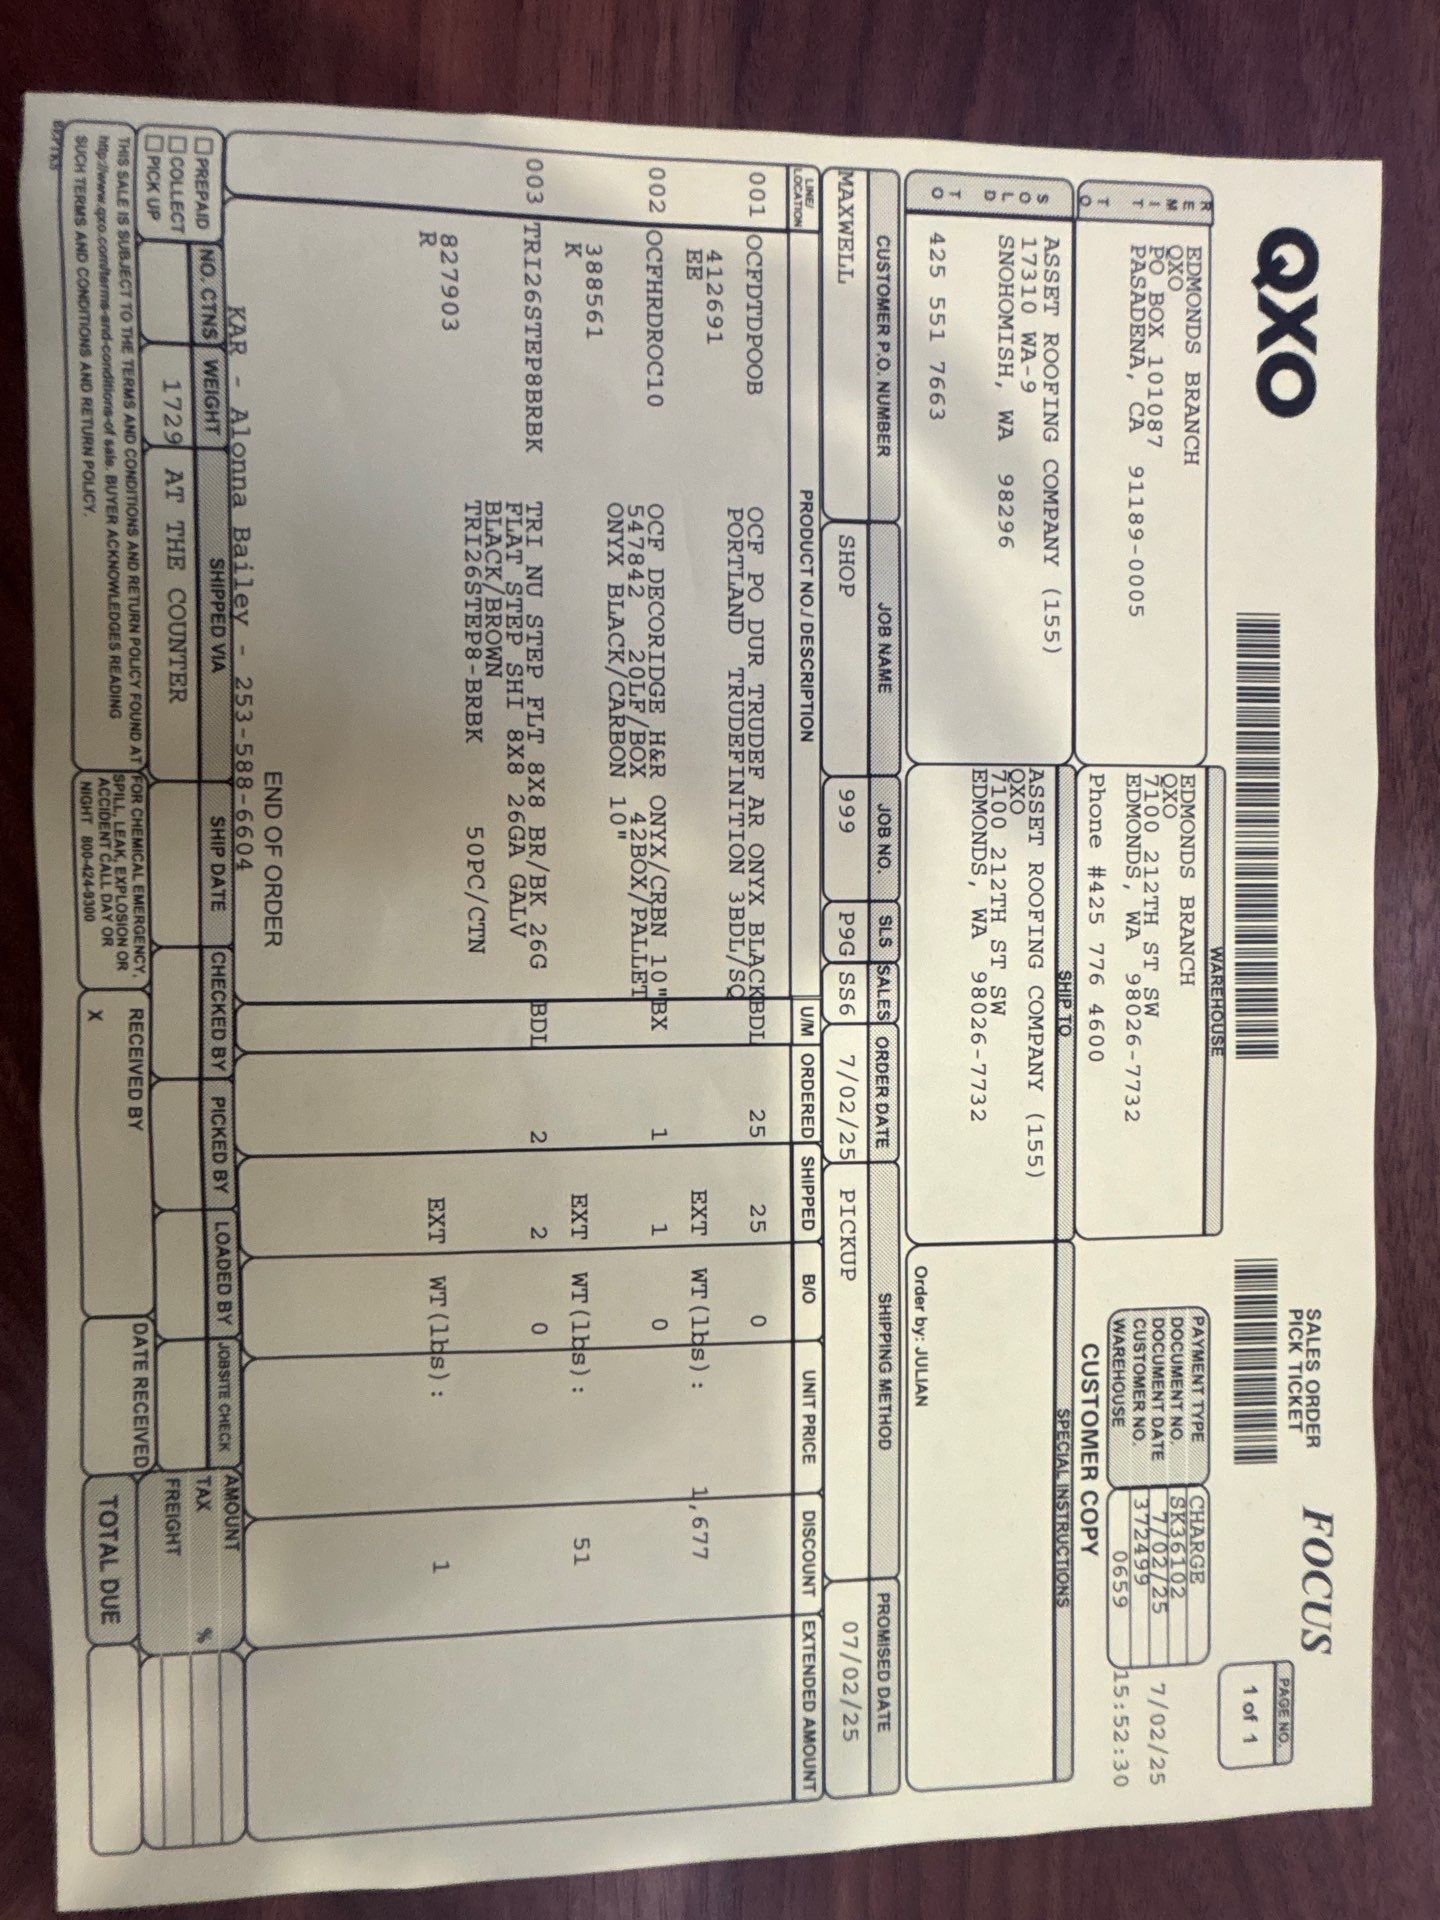 QXO
SALES ORDER
PICK TICKET
FOCUS
PAGE NO.
1 of 1
REMIT TO
EDMONDS BRANCH
QXO
PO BOX 101087
PASADENA, CA 91189-0005
WAREHOUSE
EDMONDS BRANCH
QXO
7100 212TH ST SW
EDMONDS, WA 98026-7732
Phone #425 776 4600
PAYMENT TYPE CHARGE
DOCUMENT NO. SK36102
DOCUMENT DATE 7/02/25 7/02/25
CUSTOMER NO. 372499
WAREHOUSE 0659 15:52:30
CUSTOMER COPY
SOLD TO
ASSET ROOFING COMPANY (155)
17310 WA-9
SNOHOMISH, WA 98296
425 551 7663
SHIP TO
ASSET ROOFING COMPANY (155)
QXO
7100 212TH ST SW
EDMONDS, WA 98026-7732
SPECIAL INSTRUCTIONS
Order by: JULIAN
CUSTOMER P.O. NUMBER JOB NAME JOB NO. SLS SALES ORDER DATE SHIPPING METHOD PROMISED DATE
MAXWELL SHOP 999 P9G SS6 7/02/25 PICKUP 07/02/25
LINE/LOCATION PRODUCT NO./DESCRIPTION U/M ORDERED SHIPPED B/O UNIT PRICE DISCOUNT EXTENDED AMOUNT
001 OCFDTDPOOB OCF PO DUR TRUDEF AR ONYX BLACK BDL 25 25 0
PORTLAND TRUDEFINITION 3BDL/SQ
412691
EE EXT WT(lbs): 1,677
002 OCFHRDROC10 OCF DECORIDGE H&R ONYX/CRBN 10" BX 1 1 0
547842 20LF/BOX 42BOX/PALLET
ONYX BLACK/CARBON 10"
388561
K EXT WT(lbs): 51
003 TRI26STEP8BRBK TRI NU STEP FLT 8X8 BR/BK 26G BDL 2 2 0
FLAT STEP SHI 8X8 26GA GALV
BLACK/BROWN
TRI26STEP8-BRBK 50PC/CTN
827903
R EXT WT(lbs): 1
END OF ORDER
KAR - Alonna Bailey - 253-588-6604
PREPAID
COLLECT
PICK UP
NO. CTNS WEIGHT SHIPPED VIA SHIP DATE CHECKED BY PICKED BY LOADED BY JOBSITE CHECK
1729 AT THE COUNTER
AMOUNT
TAX %
FREIGHT
TOTAL DUE
THIS SALE IS SUBJECT TO THE TERMS AND CONDITIONS AND RETURN POLICY FOUND AT
http://www.qxo.com/terms-and-conditions-of sale. BUYER ACKNOWLEDGES READING
SUCH TERMS AND CONDITIONS AND RETURN POLICY.
FOR CHEMICAL EMERGENCY,
SPILL, LEAK, EXPLOSION OR
ACCIDENT CALL DAY OR
NIGHT 800-424-9300
RECEIVED BY
X
DATE RECEIVED